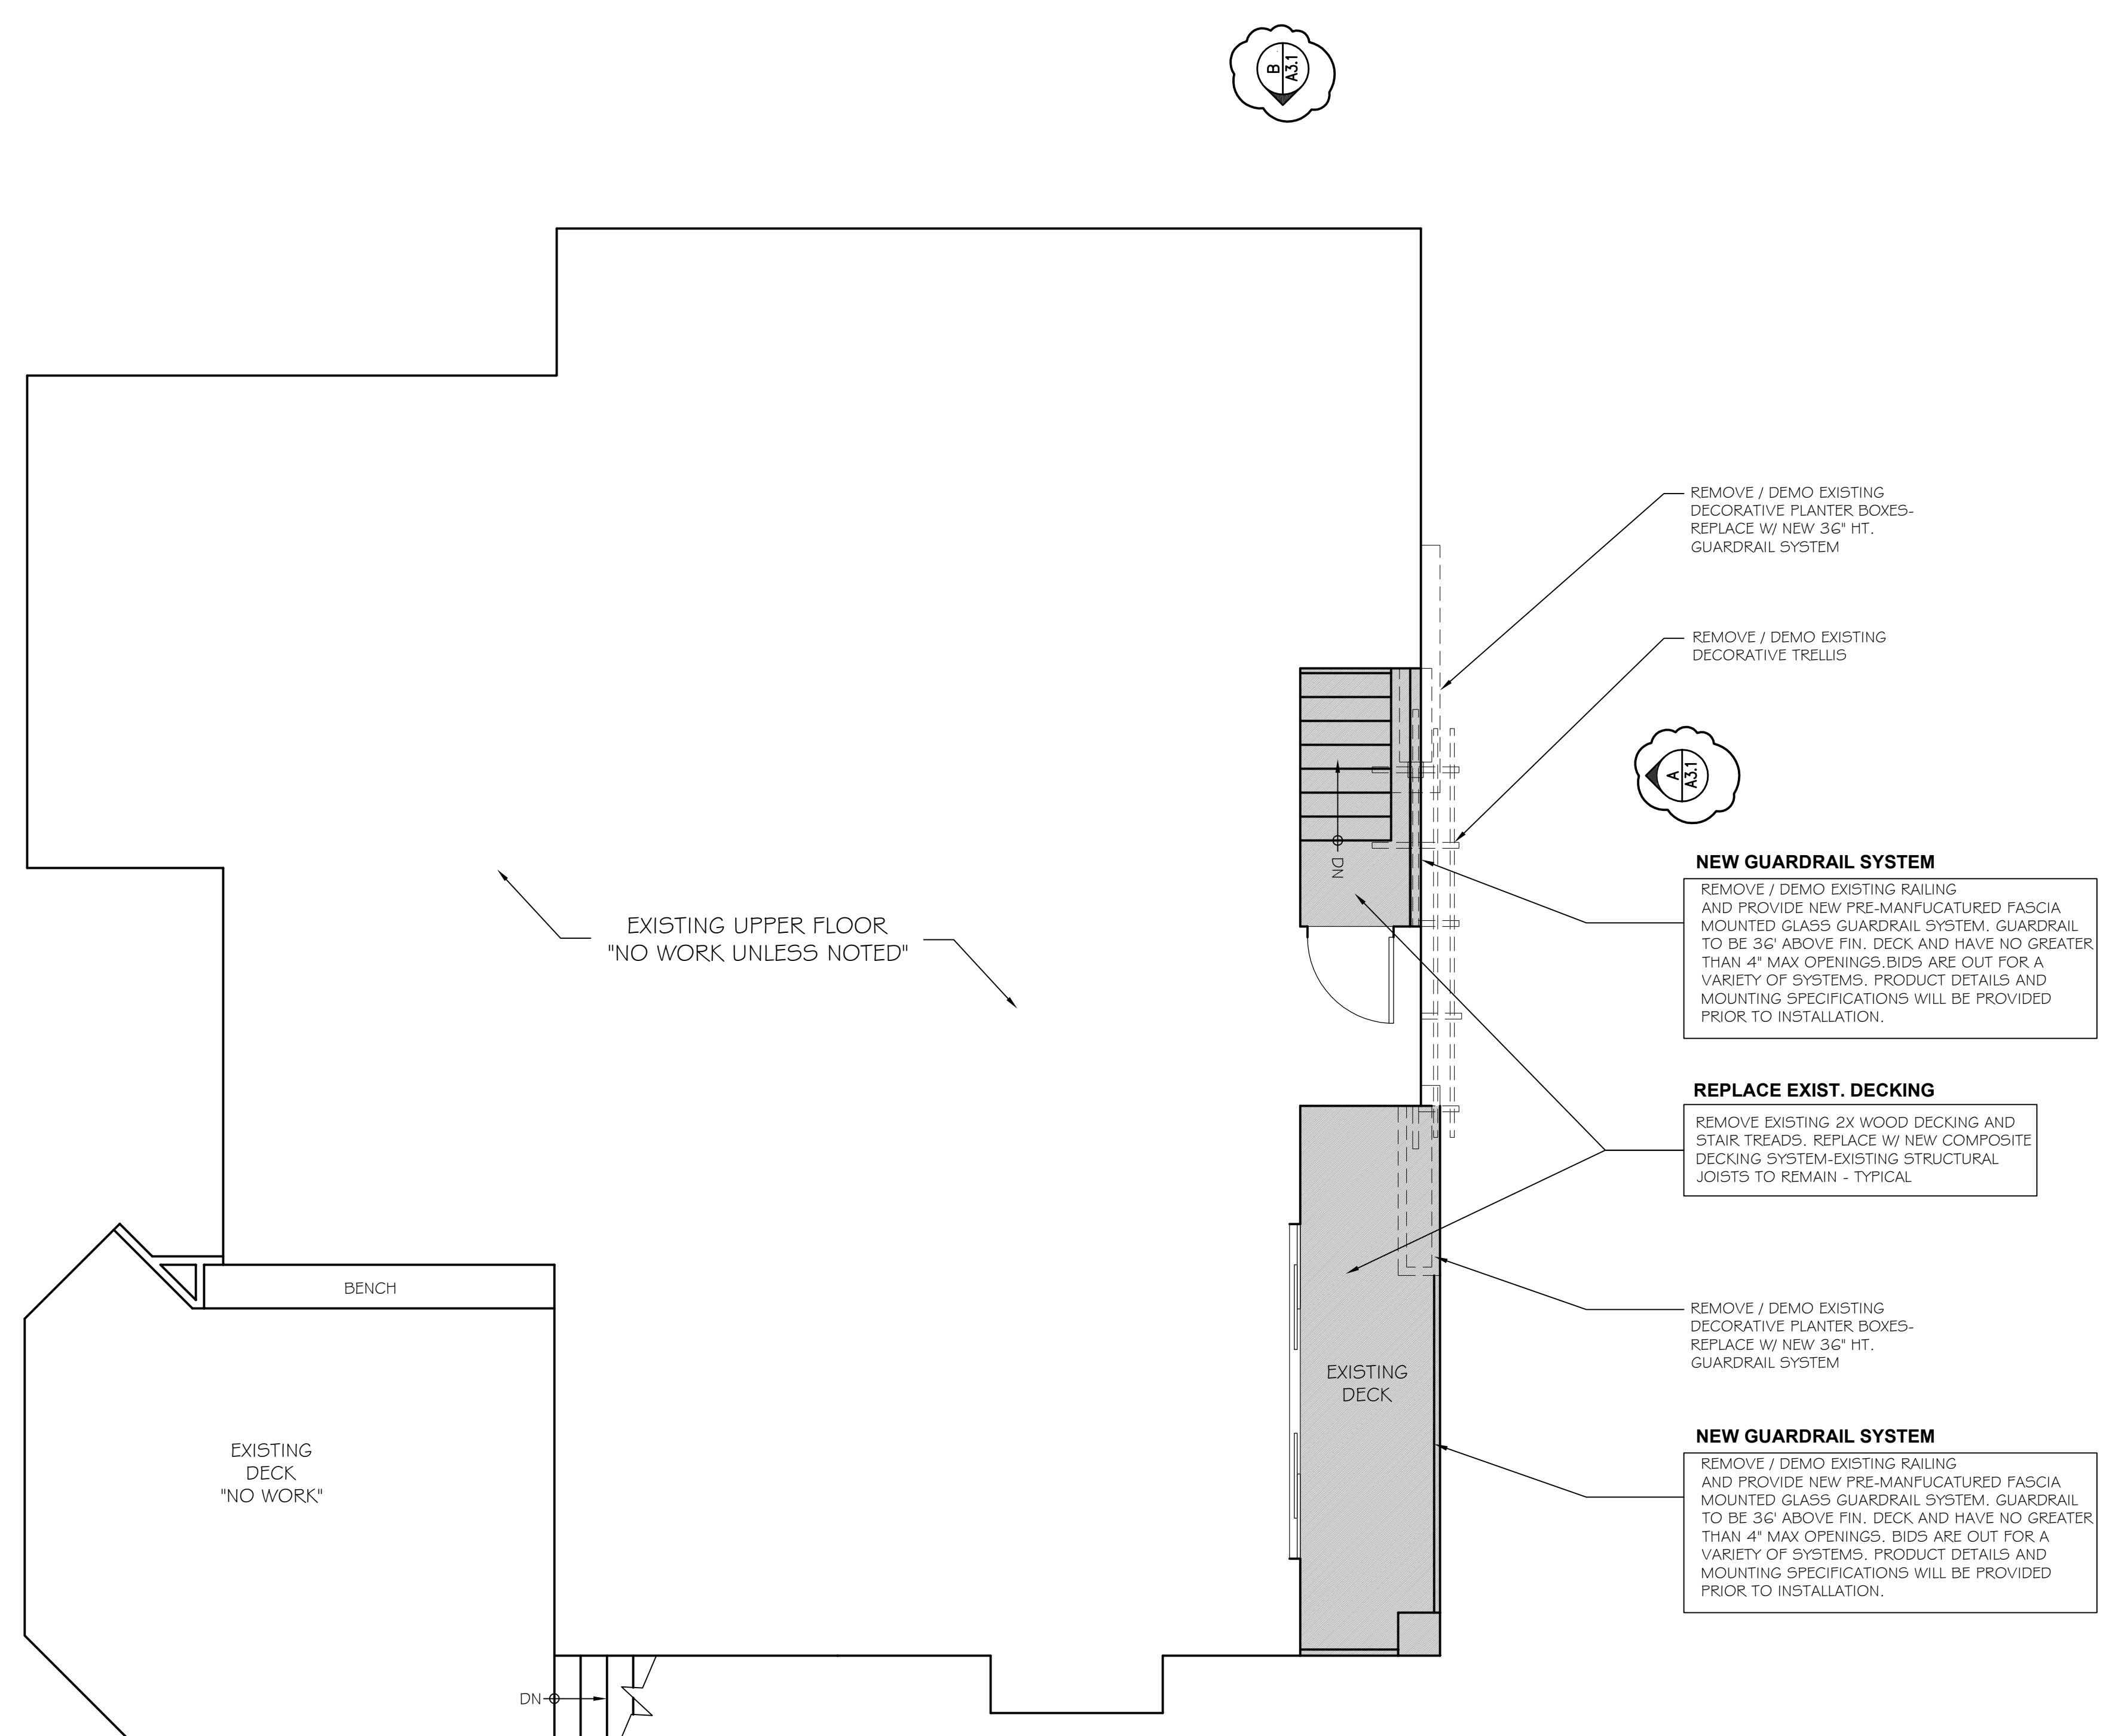 B
A3.1
REMOVE / DEMO EXISTING
DECORATIVE PLANTER BOXES-
REPLACE W/ NEW 36" HT.
GUARDRAIL SYSTEM
REMOVE / DEMO EXISTING
DECORATIVE TRELLIS
A
A3.1
NEW GUARDRAIL SYSTEM
REMOVE / DEMO EXISTING RAILING
AND PROVIDE NEW PRE-MANFUCATURED FASCIA
MOUNTED GLASS GUARDRAIL SYSTEM. GUARDRAIL
TO BE 36' ABOVE FIN. DECK AND HAVE NO GREATER
THAN 4" MAX OPENINGS.BIDS ARE OUT FOR A
VARIETY OF SYSTEMS. PRODUCT DETAILS AND
MOUNTING SPECIFICATIONS WILL BE PROVIDED
PRIOR TO INSTALLATION.
DN
EXISTING UPPER FLOOR
"NO WORK UNLESS NOTED"
REPLACE EXIST. DECKING
REMOVE EXISTING 2X WOOD DECKING AND
STAIR TREADS. REPLACE W/ NEW COMPOSITE
DECKING SYSTEM-EXISTING STRUCTURAL
JOISTS TO REMAIN - TYPICAL
BENCH
REMOVE / DEMO EXISTING
DECORATIVE PLANTER BOXES-
REPLACE W/ NEW 36" HT.
GUARDRAIL SYSTEM
EXISTING
DECK
EXISTING
DECK
"NO WORK"
NEW GUARDRAIL SYSTEM
REMOVE / DEMO EXISTING RAILING
AND PROVIDE NEW PRE-MANFUCATURED FASCIA
MOUNTED GLASS GUARDRAIL SYSTEM. GUARDRAIL
TO BE 36' ABOVE FIN. DECK AND HAVE NO GREATER
THAN 4" MAX OPENINGS. BIDS ARE OUT FOR A
VARIETY OF SYSTEMS. PRODUCT DETAILS AND
MOUNTING SPECIFICATIONS WILL BE PROVIDED
PRIOR TO INSTALLATION.
DN